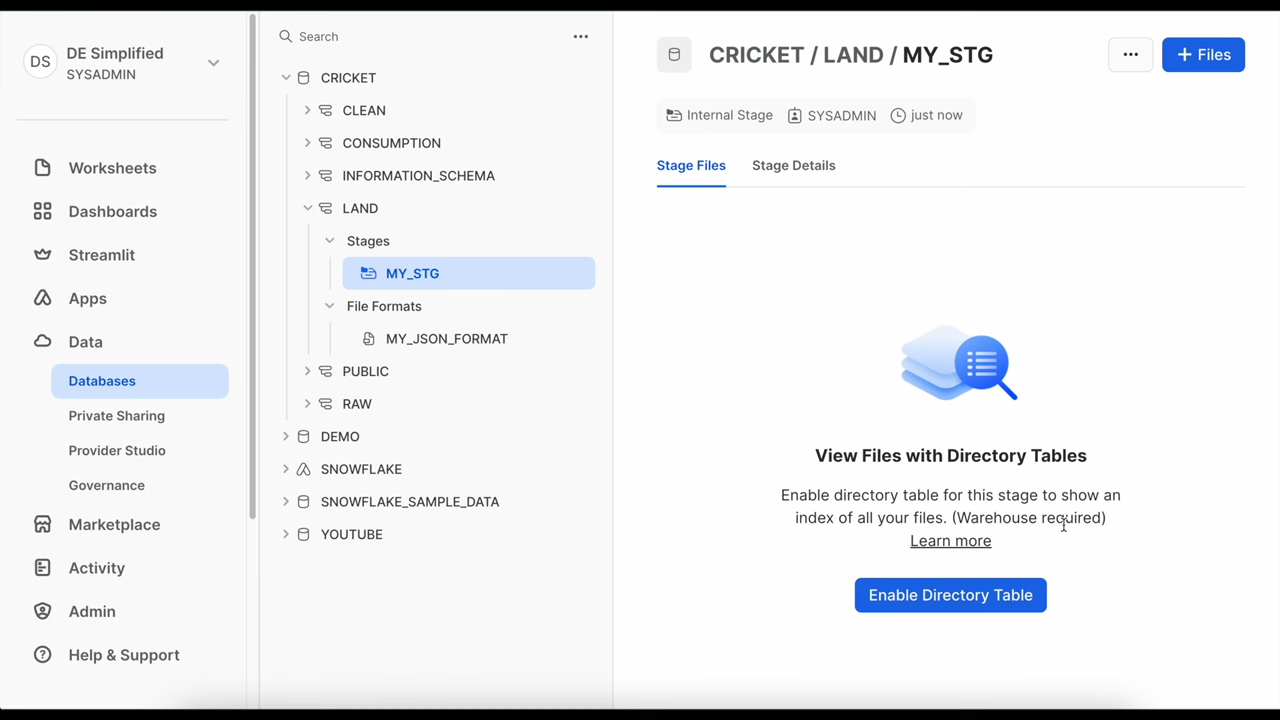 DS
DE Simplified
SYSADMIN
Worksheets
Dashboards
Streamlit
Apps
Data
Databases
Private Sharing
Provider Studio
Governance
Marketplace
Activity
Admin
Help & Support
Search
CRICKET
CLEAN
CONSUMPTION
INFORMATION_SCHEMA
LAND
Stages
MY_STG
File Formats
MY_JSON_FORMAT
PUBLIC
RAW
DEMO
SNOWFLAKE
SNOWFLAKE_SAMPLE_DATA
YOUTUBE
CRICKET / LAND / MY_STG
+ Files
Internal Stage SYSADMIN just now
Stage Files Stage Details
View Files with Directory Tables
Enable directory table for this stage to show an
index of all your files. (Warehouse required)
Learn more
Enable Directory Table